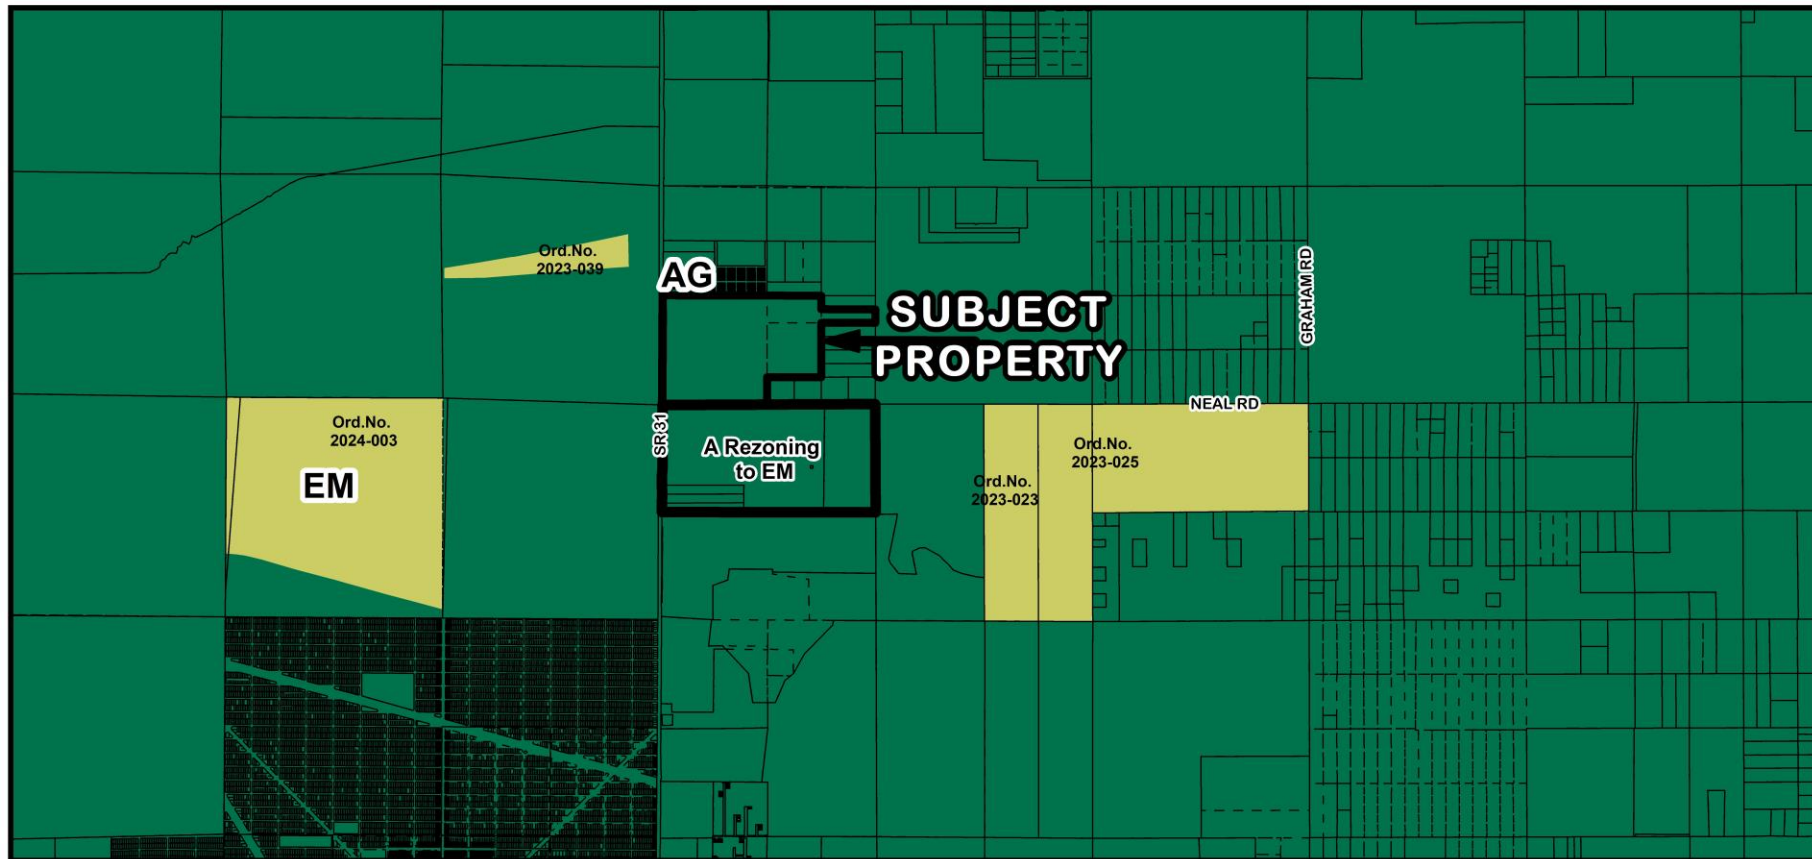 Ord.No.
2023-039
AG
SUBJECT
PROPERTY
GRAHAM RD
NEAL RD
SR 31
Ord.No.
2024-003
EM
A Rezoning
to EM
Ord.No.
2023-025
Ord.No.
2023-023